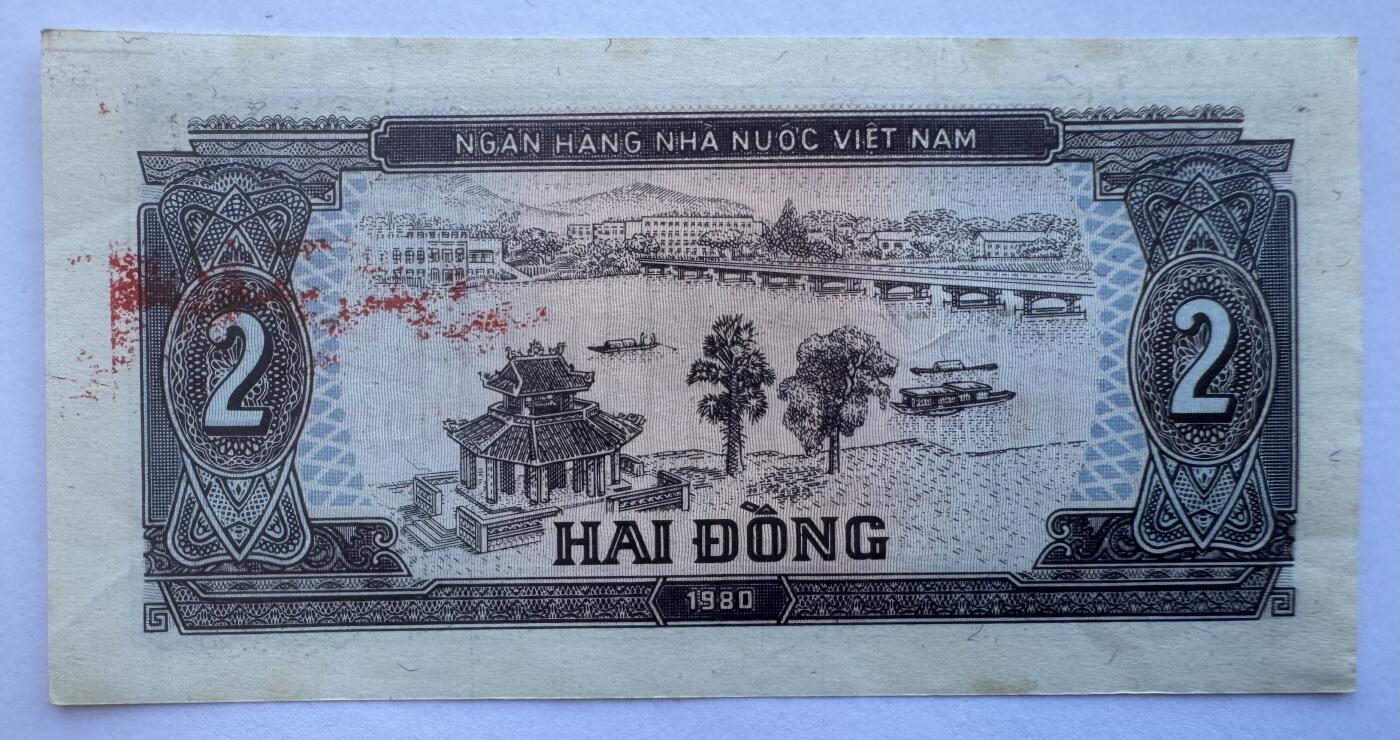 NGÂN HÀNG NHÀ NƯỚC VIỆT NAM
2
2
HAI ĐỒNG
1980